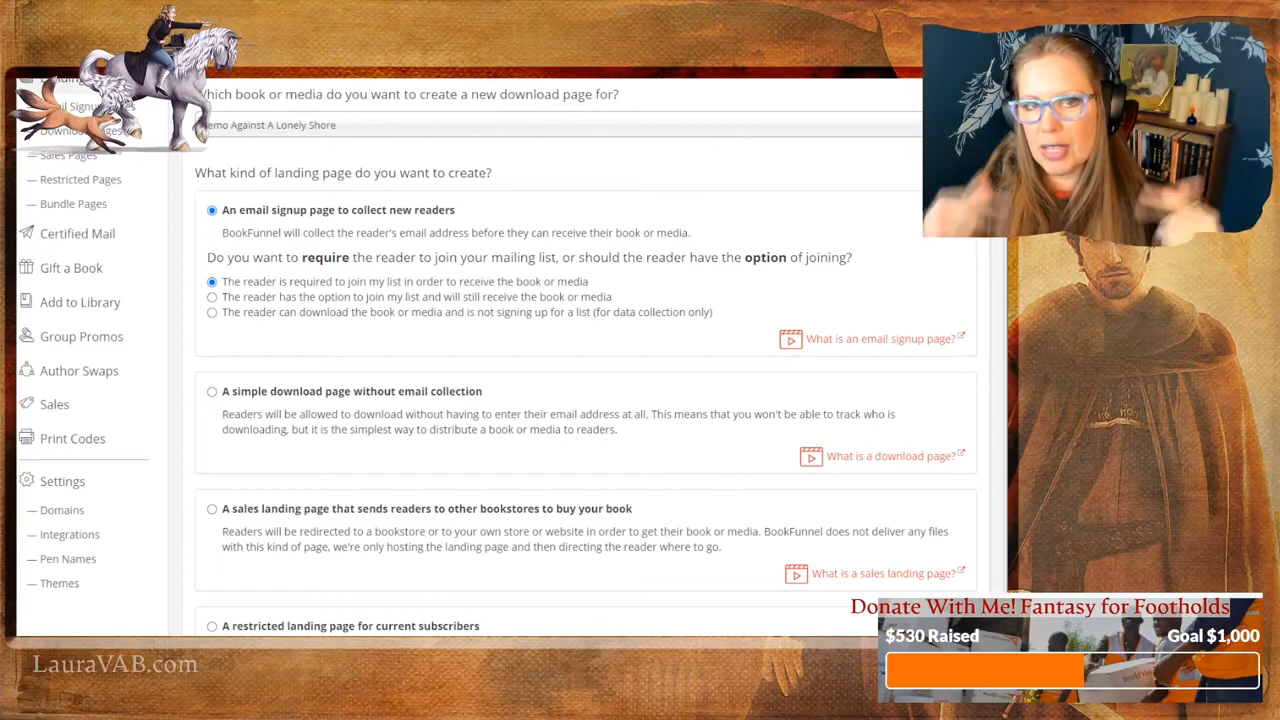 Which book or media do you want to create a new download page for?
Demo Against A Lonely Shore
What kind of landing page do you want to create?
An email signup page to collect new readers
BookFunnel will collect the reader's email address before they can receive their book or media.
Do you want to require the reader to join your mailing list, or should the reader have the option of joining?
The reader is required to join my list in order to receive the book or media
The reader has the option to join my list and will still receive the book or media
The reader can download the book or media and is not signing up for a list (for data collection only)
What is an email signup page?
A simple download page without email collection
Readers will be allowed to download without having to enter their email address at all. This means that you won't be able to track who is
downloading, but it is the simplest way to distribute a book or media to readers.
What is a download page?
A sales landing page that sends readers to other bookstores to buy your book
Readers will be redirected to a bookstore or to your own store or website in order to get their book or media. BookFunnel does not deliver any files
with this kind of page, we're only hosting the landing page and then directing the reader where to go.
What is a sales landing page?
A restricted landing page for current subscribers
— Sales Pages
— Restricted Pages
— Bundle Pages
Certified Mail
Gift a Book
Add to Library
Group Promos
Author Swaps
Sales
Print Codes
Settings
— Domains
— Integrations
— Pen Names
— Themes
Donate With Me! Fantasy for Footholds
$530 Raised
Goal $1,000
LauraVAB.com